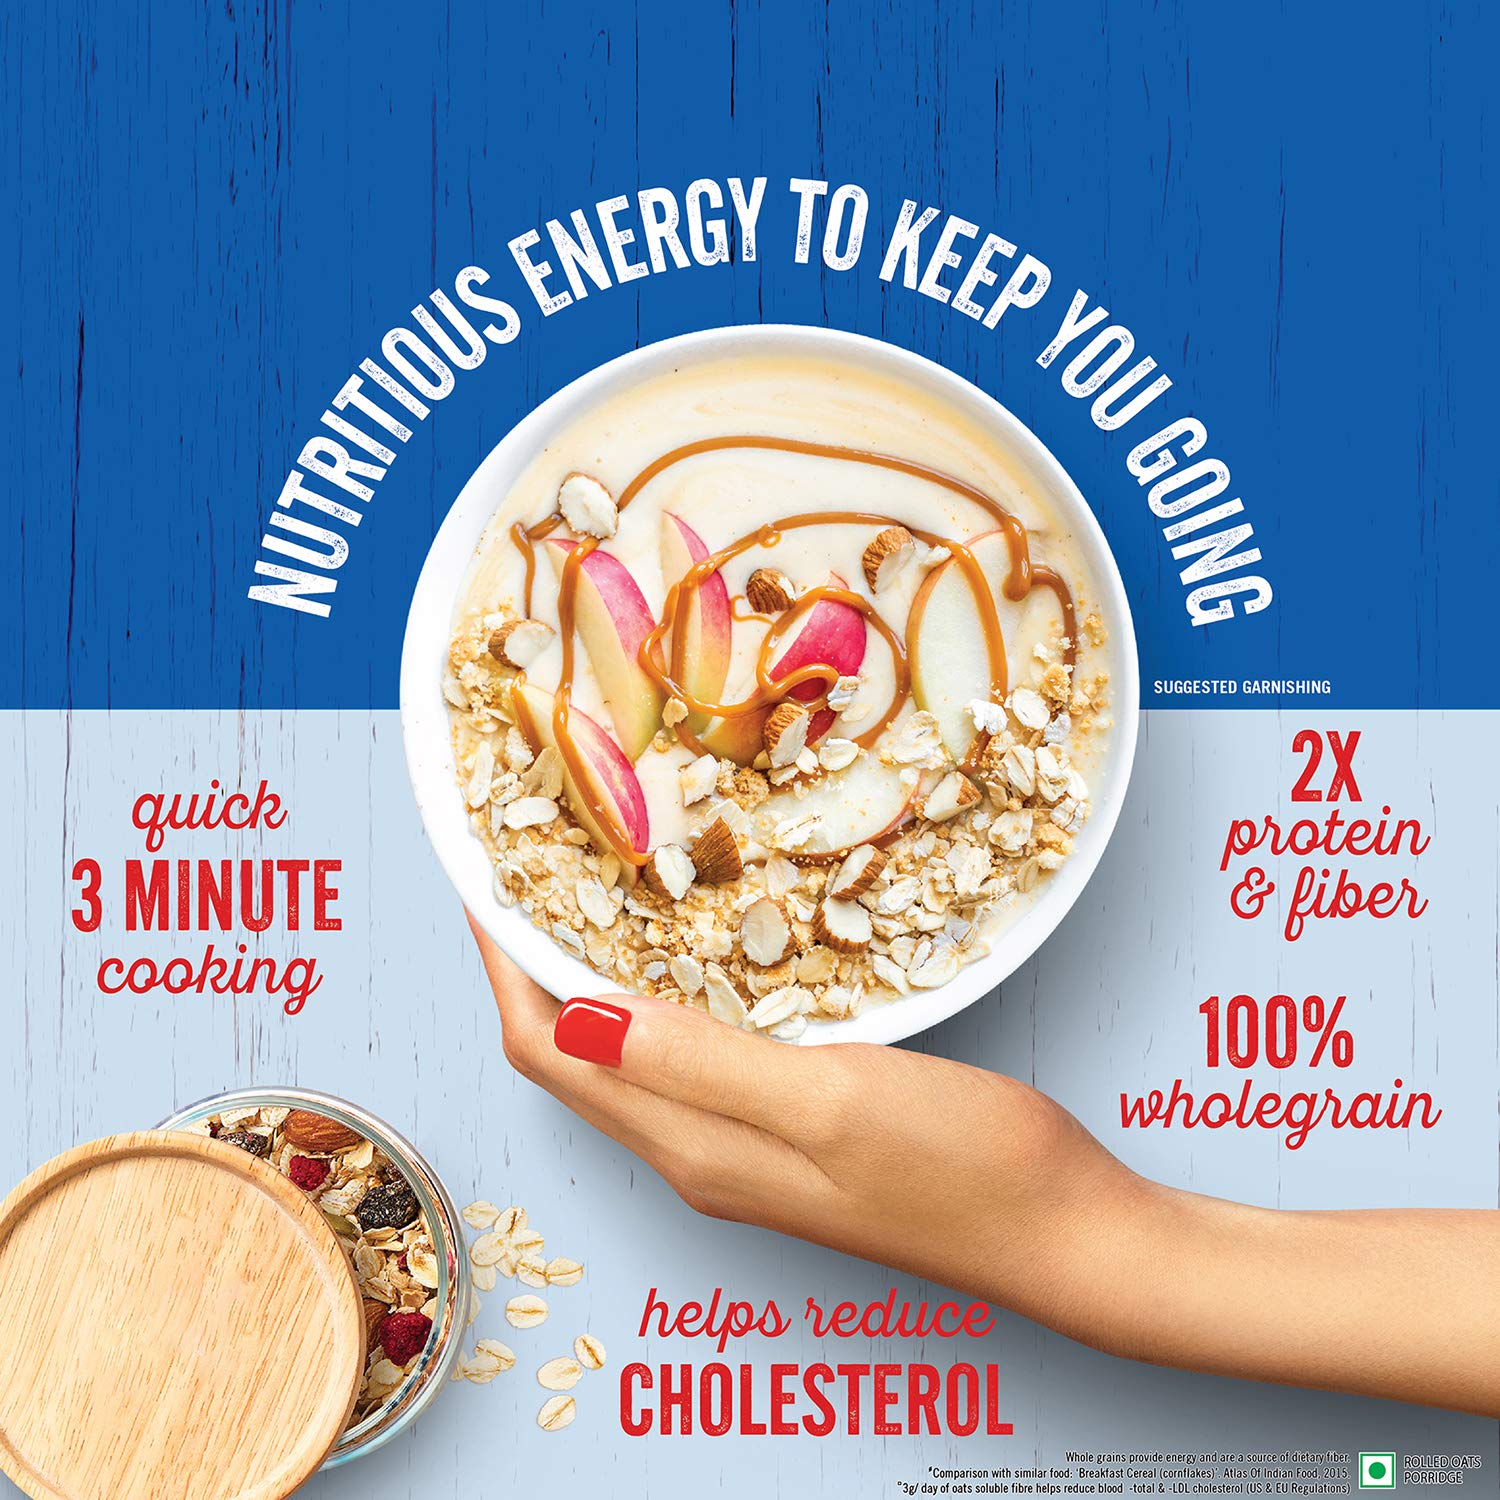 NUTRITIOUS ENERGY TO KEEP YOU GOING
SUGGESTED GARNISHING
quick
3 MINUTE
cooking
2X
protein
& fiber
100%
wholegrain
helps reduce
CHOLESTEROL
Whole grains provide energy and are a source of dietary fiber.
#Comparison with similar food: 'Breakfast Cereal (cornflakes)'. Atlas Of Indian Food, 2015.
°°3g/ day of oats soluble fibre helps reduce blood -total & -LDL cholesterol (US & EU Regulations)
ROLLED OATS
PORRIDGE